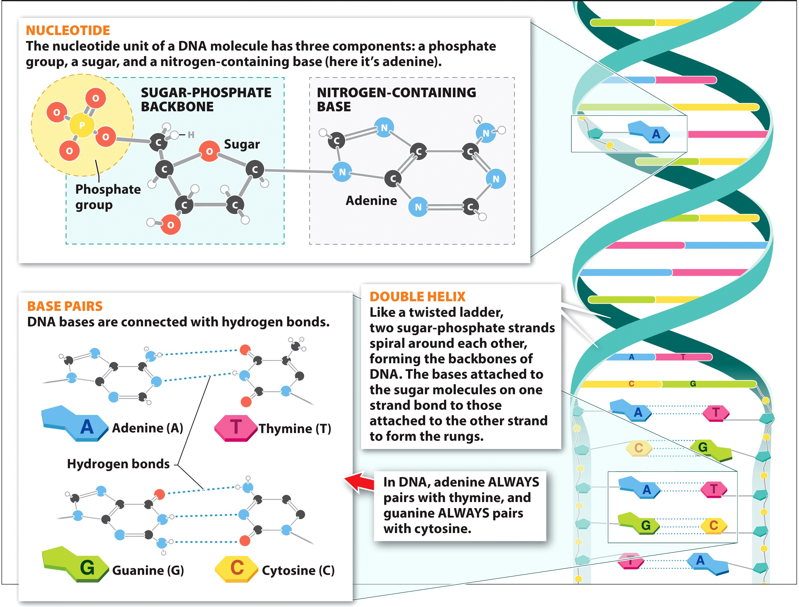 NUCLEOTIDE
The nucleotide unit of a DNA molecule has three components: a phosphate
group, a sugar, and a nitrogen-containing base (here it's adenine).
SUGAR-PHOSPHATE
BACKBONE
NITROGEN-CONTAINING
BASE
O
O
P
O
O
C
H
Sugar
O
C
C
C
C
O
Phosphate
group
C
N
N
C
C
C
N
N
N
C
Adenine
A
BASE PAIRS
DNA bases are connected with hydrogen bonds.
A
Adenine (A)
T
Thymine (T)
Hydrogen bonds
G
Guanine (G)
C
Cytosine (C)
DOUBLE HELIX
Like a twisted ladder,
two sugar-phosphate strands
spiral around each other,
forming the backbones of
DNA. The bases attached to
the sugar molecules on one
strand bond to those
attached to the other strand
to form the rungs.
In DNA, adenine ALWAYS
pairs with thymine, and
guanine ALWAYS pairs
with cytosine.
A T
C G
A T
C G
A T
G C
T A